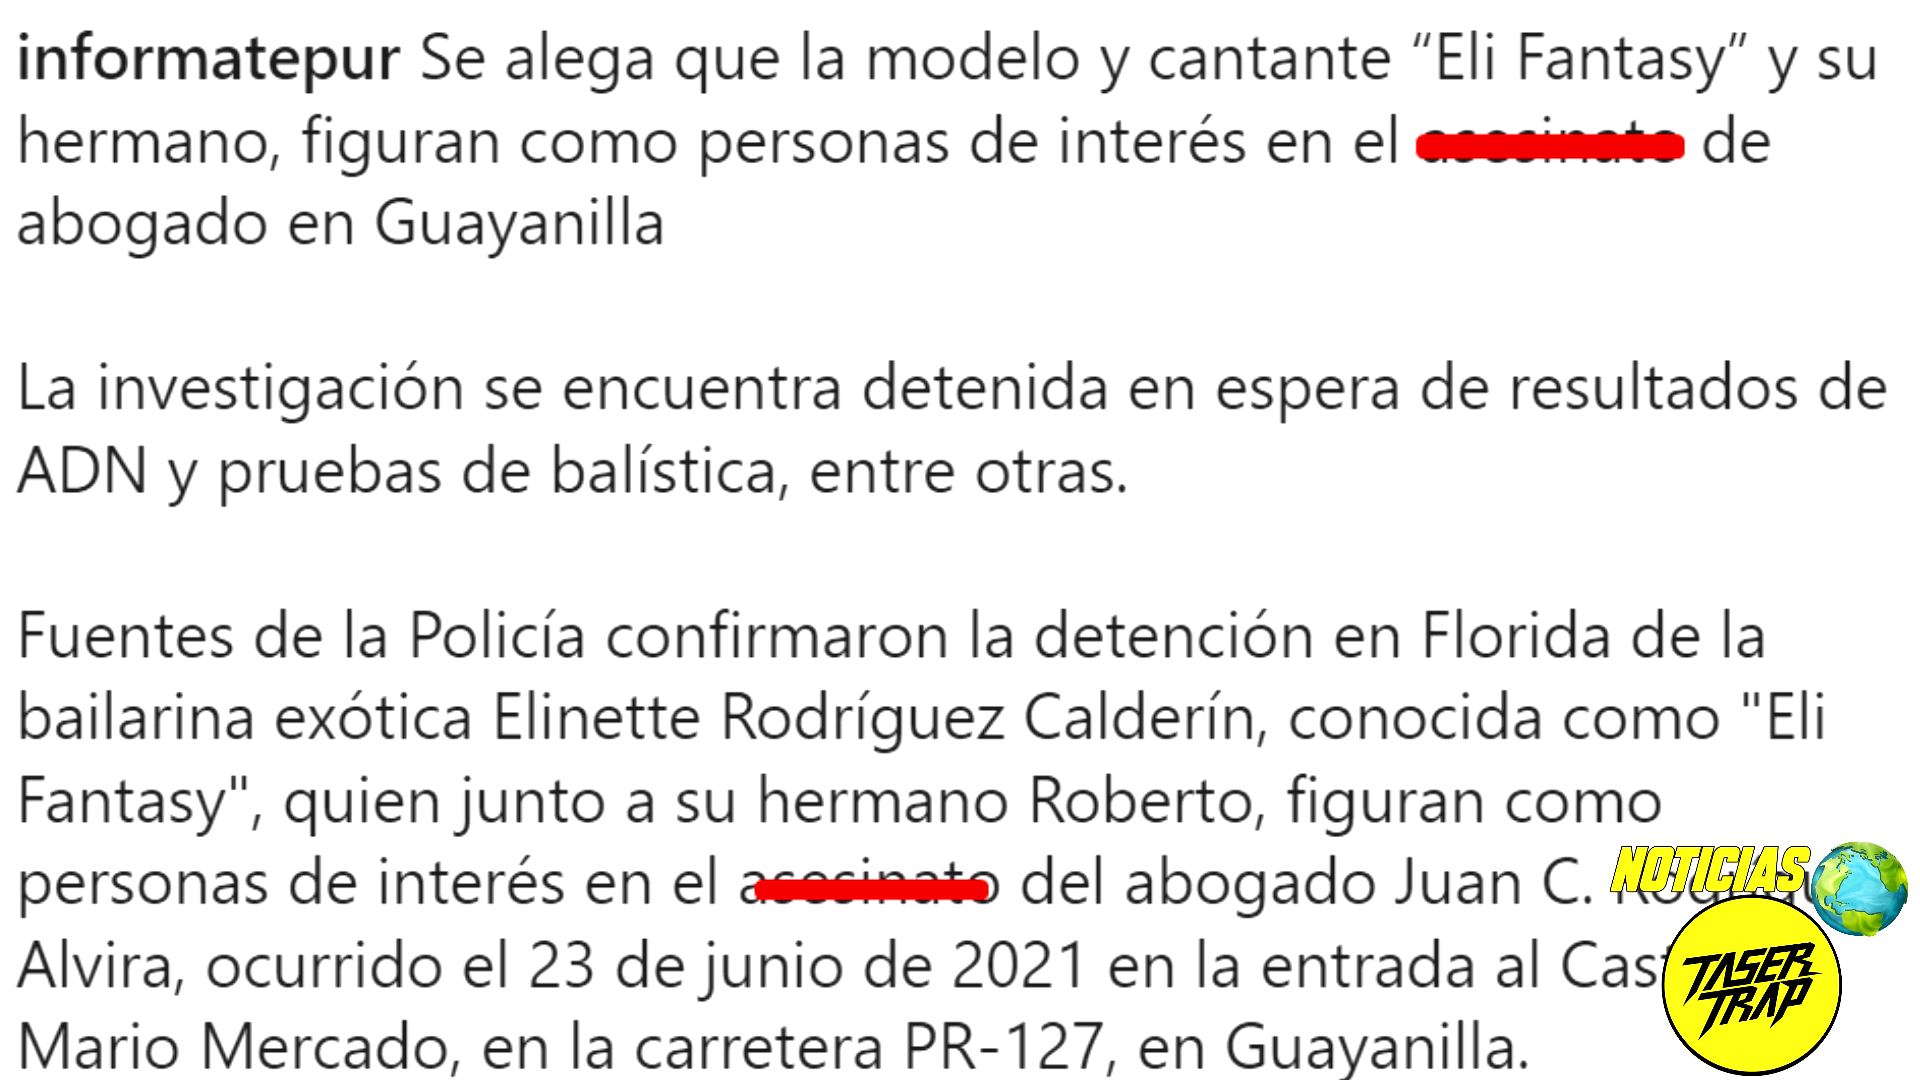 informatepur Se alega que la modelo y cantante “Eli Fantasy” y su
hermano, figuran como personas de interés en el asesinato de
abogado en Guayanilla
La investigación se encuentra detenida en espera de resultados de
ADN y pruebas de balística, entre otras.
Fuentes de la Policía confirmaron la detención en Florida de la
bailarina exótica Elinette Rodríguez Calderín, conocida como "Eli
Fantasy", quien junto a su hermano Roberto, figuran como
personas de interés en el asesinato del abogado Juan C.
Alvira, ocurrido el 23 de junio de 2021 en la entrada al
Mario Mercado, en la carretera PR-127, en Guayanilla.
NOTICIAS
TASER
TRAP